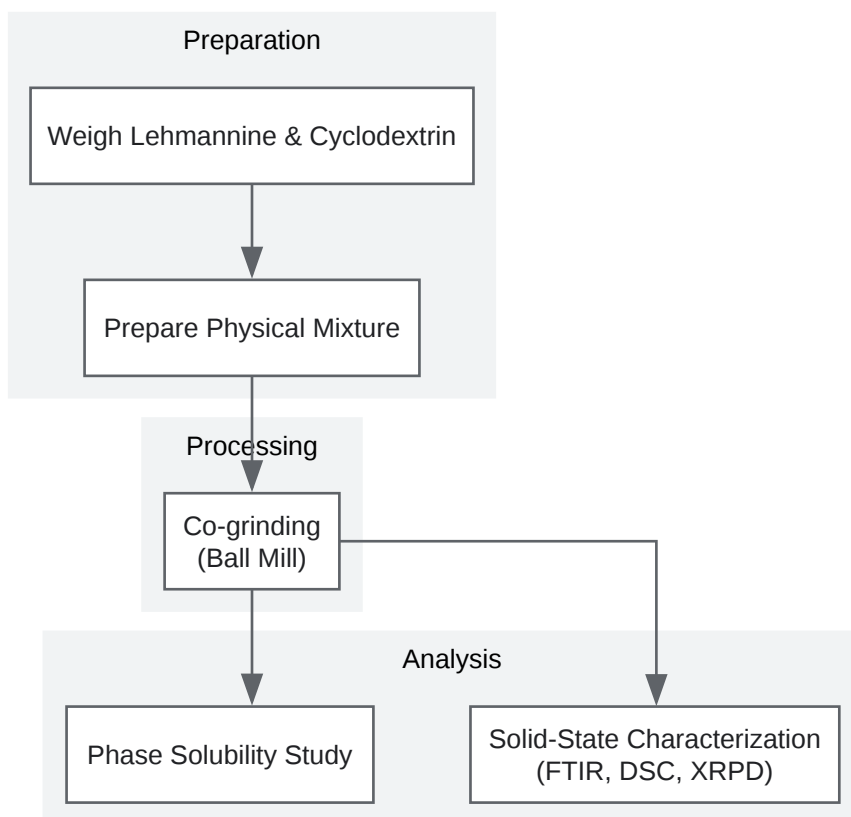 Preparation
Weigh Lehmannine & Cyclodextrin
Prepare Physical Mixture
Processing
Co-grinding
(Ball Mill)
Analysis
Phase Solubility Study
Solid-State Characterization
(FTIR, DSC, XRPD)